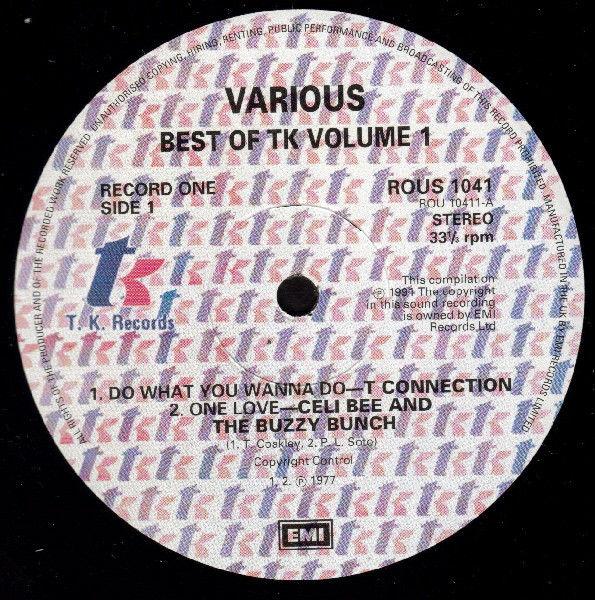 ALL RIGHTS OF THE PRODUCER AND OF THE RECORDED WORK RESERVED. UNAUTHORISED COPYING, HIRING, RENTING, PUBLIC PERFORMANCE AND BROADCASTING OF THIS RECORD PROHIBITED. MANUFACTURED IN THE UK BY EMI RECORDS LIMITED.
VARIOUS
BEST OF TK VOLUME 1
RECORD ONE
SIDE 1
ROUS 1041
ROU 10411-A
STEREO
33⅓ rpm
tk
T. K. Records
This compilation
℗ 1991 The copyright
in this sound recording
is owned by EMI
Records Ltd
1. DO WHAT YOU WANNA DO—T CONNECTION
2. ONE LOVE—CELI BEE AND
THE BUZZY BUNCH
(1. T. Coakley, 2. P. L. Soto)
Copyright Control
1. 2. ℗ 1977
EMI